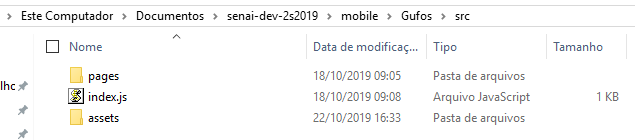 Este Computador > Documentos > senai-dev-2s2019 > mobile > Gufos > src
Nome Data de modificaç... Tipo Tamanho
pages 18/10/2019 09:05 Pasta de arquivos
lhc
index.js 18/10/2019 09:08 Arquivo JavaScript 1 KB
assets 22/10/2019 16:33 Pasta de arquivos